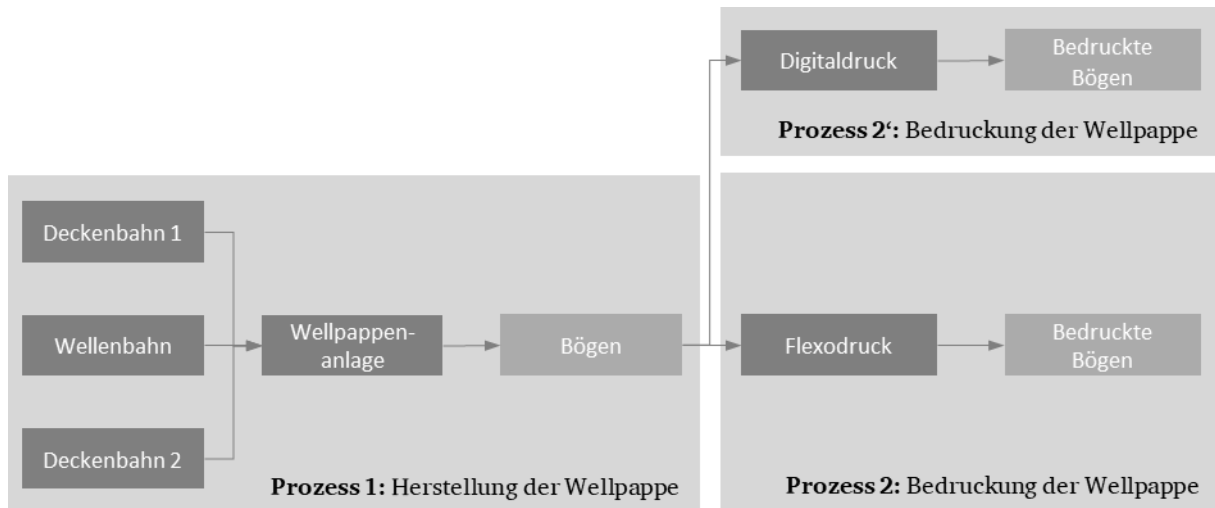 Digitaldruck
Bedruckte
Bögen
Prozess 2‘: Bedruckung der Wellpappe
Deckenbahn 1
Wellenbahn
Deckenbahn 2
Wellpappen-
anlage
Bögen
Prozess 1: Herstellung der Wellpappe
Flexodruck
Bedruckte
Bögen
Prozess 2: Bedruckung der Wellpappe